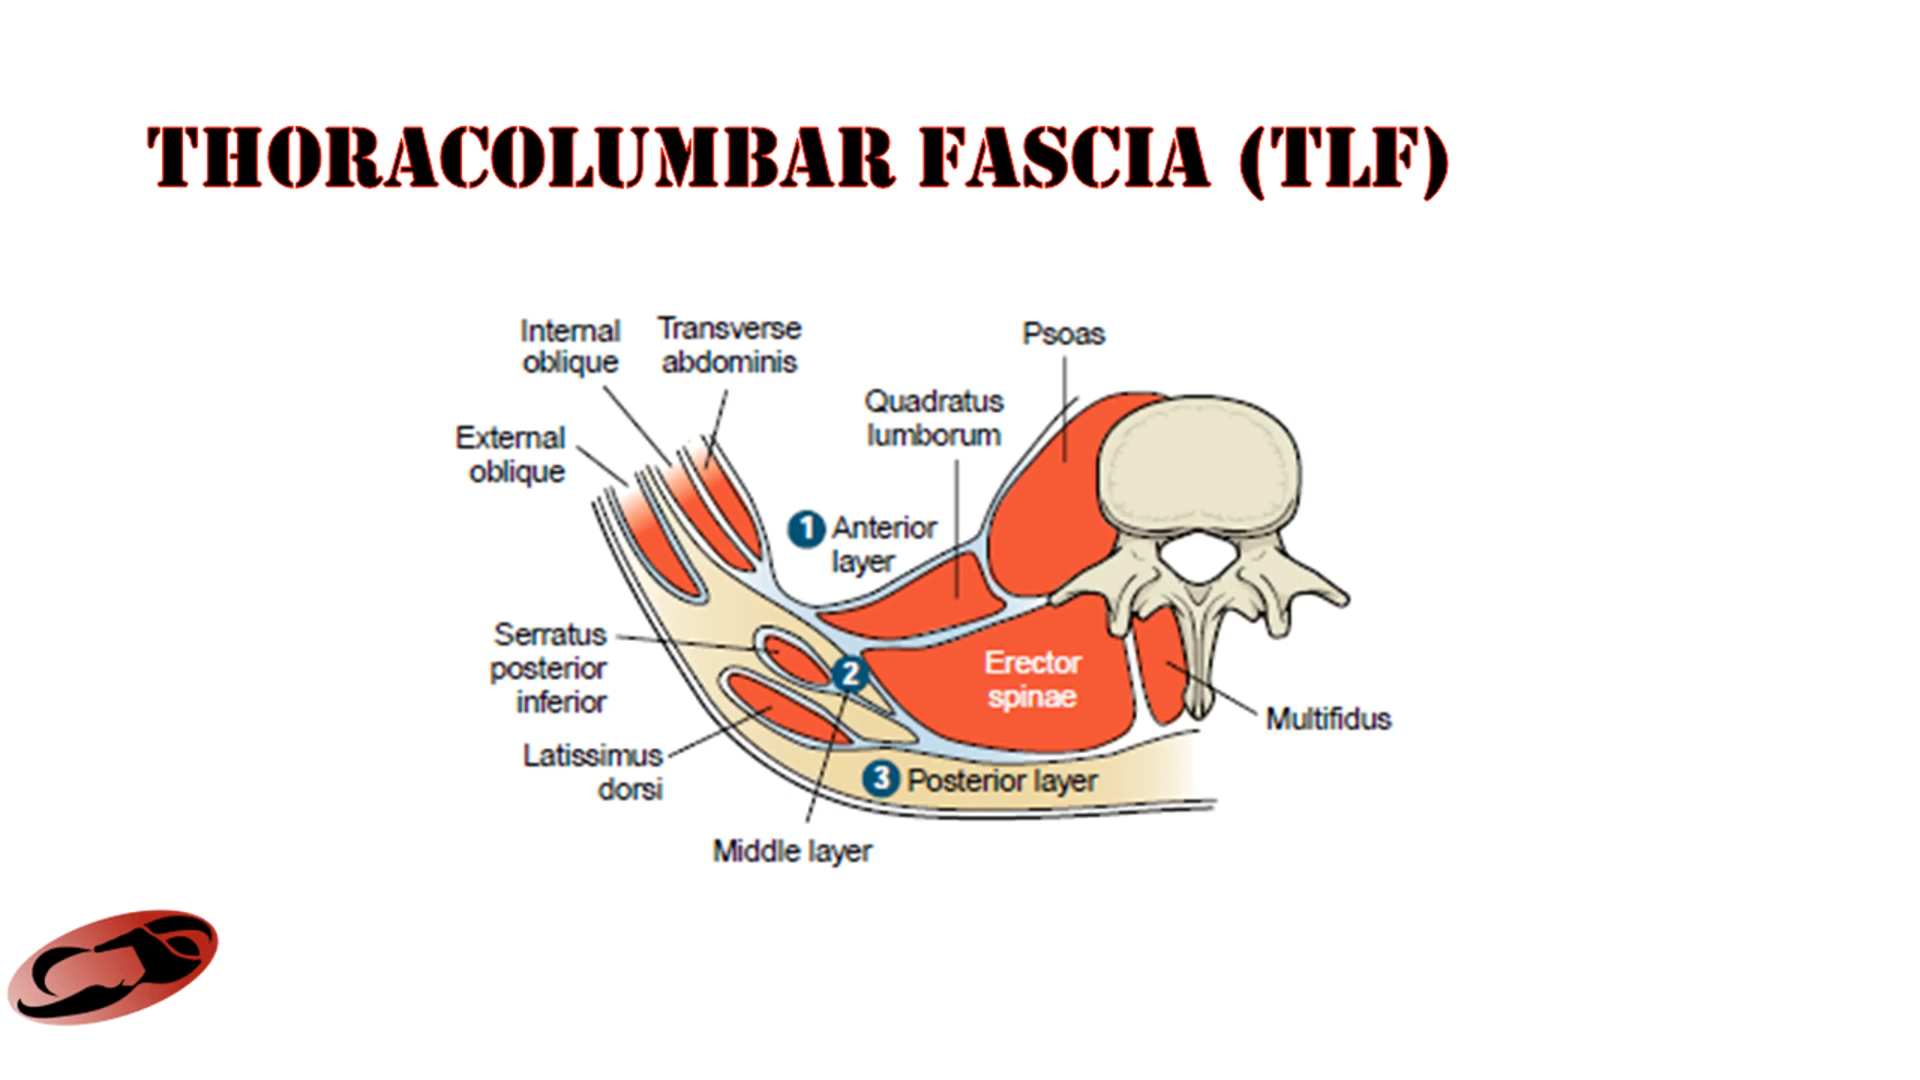 THORACOLUMBAR FASCIA (TLF)
Internal
oblique
Transverse
abdominis
Psoas
Quadratus
lumborum
External
oblique
1 Anterior
layer
Serratus
posterior
inferior
2
Erector
spinae
Multifidus
Latissimus
dorsi
3 Posterior layer
Middle layer